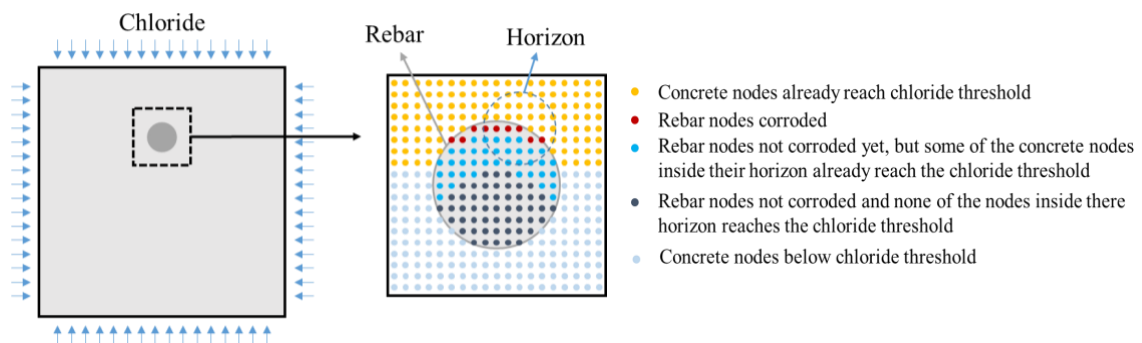 Chloride
Rebar
Horizon
Concrete nodes already reach chloride threshold
Rebar nodes corroded
Rebar nodes not corroded yet, but some of the concrete nodes
inside their horizon already reach the chloride threshold
Rebar nodes not corroded and none of the nodes inside there
horizon reaches the chloride threshold
Concrete nodes below chloride threshold